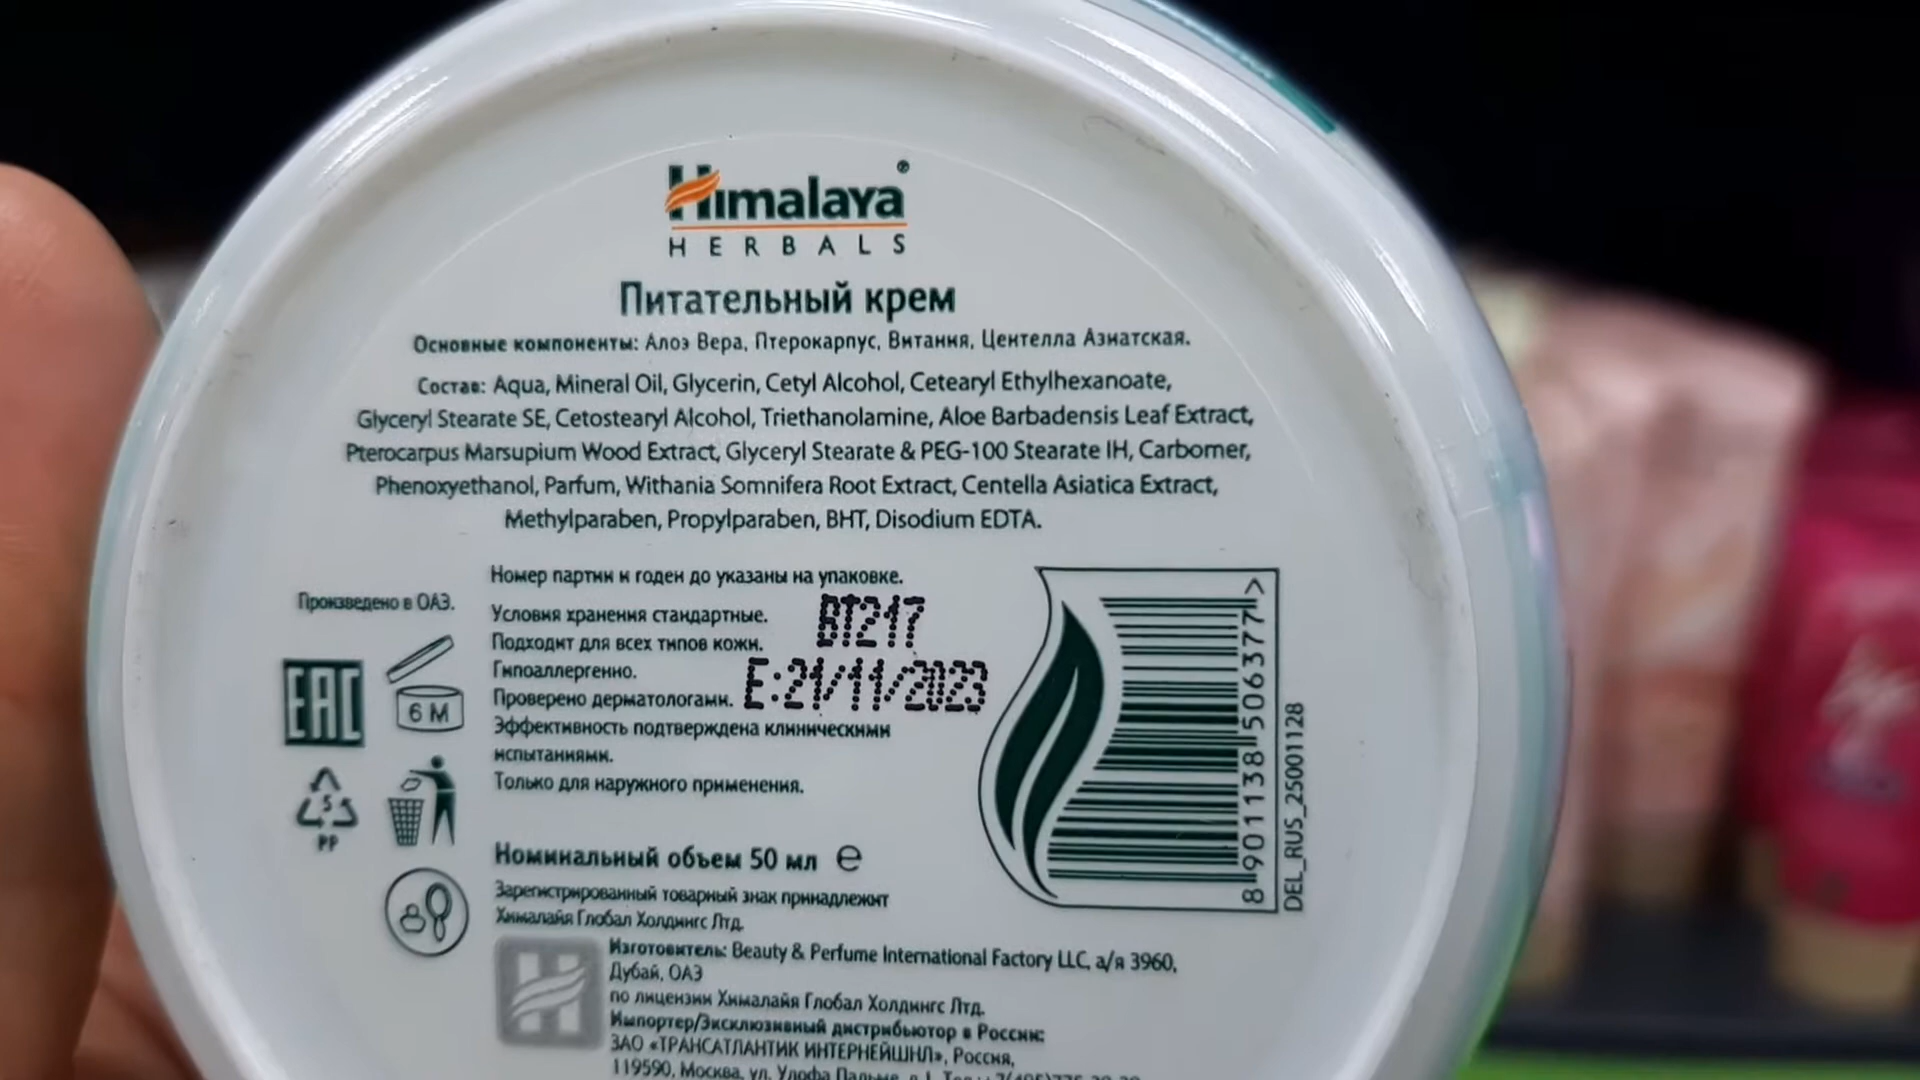 Himalaya®
HERBALS
Питательный крем
Основные компоненты: Алоэ Вера, Птерокарпус, Витания, Центелла Азиатская.
Состав: Aqua, Mineral Oil, Glycerin, Cetyl Alcohol, Cetearyl Ethylhexanoate,
Glyceryl Stearate SE, Cetostearyl Alcohol, Triethanolamine, Aloe Barbadensis Leaf Extract,
Pterocarpus Marsupium Wood Extract, Glyceryl Stearate & PEG-100 Stearate IH, Carbomer,
Phenoxyethanol, Parfum, Withania Somnifera Root Extract, Centella Asiatica Extract,
Methylparaben, Propylparaben, BHT, Disodium EDTA.
Произведено в ОАЭ.
EAC
6 M
5
PP
Номер партии и годен до указаны на упаковке.
Условия хранения стандартные.
Подходит для всех типов кожи.
Гипоаллергенно.
Проверено дерматологами.
Эффективность подтверждена клиническими
испытаниями.
Только для наружного применения.
BT217
E:21/11/2023
8 901138 506377 >
DEL_RUS_25001128
Номинальный объем 50 мл ℮
Зарегистрированный товарный знак принадлежит
Хималайя Глобал Холдингс Лтд.
Изготовитель: Beauty & Perfume International Factory LLC, а/я 3960,
Дубай, ОАЭ
по лицензии Хималайя Глобал Холдингс Лтд.
Импортер/Эксклюзивный дистрибьютор в России:
ЗАО «ТРАНСАТЛАНТИК ИНТЕРНЕЙШНЛ», Россия,
119590, Москва, ул. Улофа Пальме,